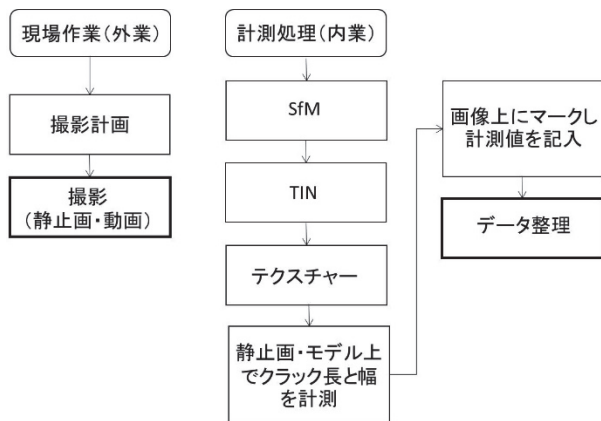 現場作業(外業)
撮影計画
撮影
(静止画・動画)
計測処理(内業)
SfM
TIN
テクスチャー
静止画・モデル上
でクラック長と幅
を計測
画像上にマークし
計測値を記入
データ整理